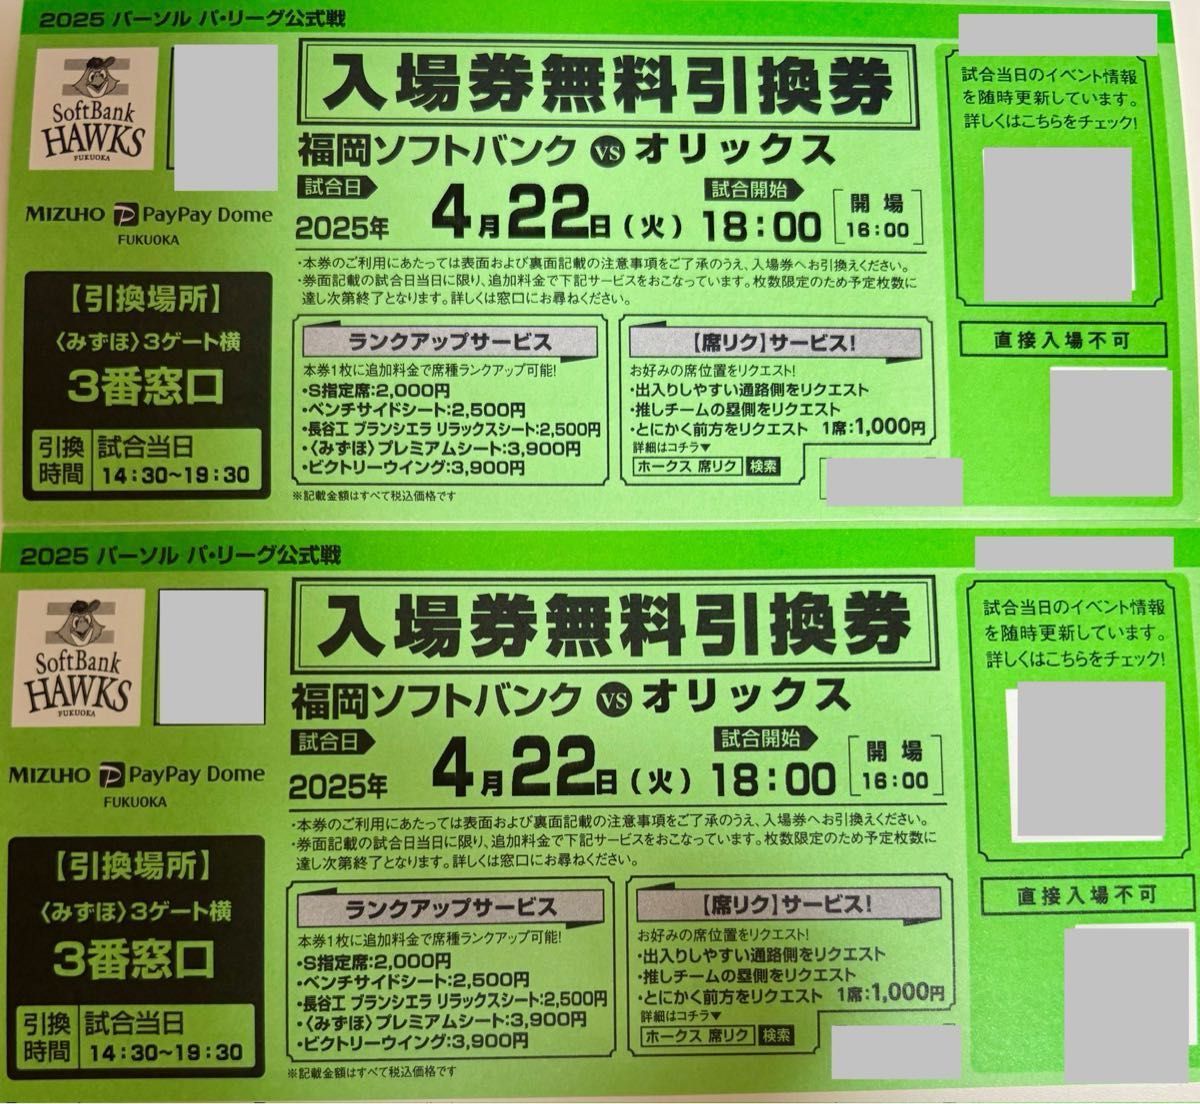 2025 パーソル パ・リーグ公式戦
SoftBank
HAWKS
FUKUOKA
MIZUHO PayPay Dome
FUKUOKA
【引換場所】
〈みずほ〉3ゲート横
3番窓口
引換時間
試合当日
14:30~19:30
入場券無料引換券
福岡ソフトバンク VS オリックス
試合日
2025年 4月22日(火)
試合開始
18:00
開場
16:00
・本券のご利用にあたっては表面および裏面記載の注意事項をご了承のうえ、入場券へお引換えください。
・券面記載の試合日当日に限り、追加料金で下記サービスをおこなっています。枚数限定のため予定枚数に
達し次第終了となります。詳しくは窓口にお尋ねください。
ランクアップサービス
本券1枚に追加料金で席種ランクアップ可能!
・S指定席:2,000円
・ベンチサイドシート:2,500円
・長谷工 ブランシエラ リラックスシート:2,500円
・〈みずほ〉プレミアムシート:3,900円
・ビクトリーウイング:3,900円
※記載金額はすべて税込価格です
【席リク】サービス!
お好みの席位置をリクエスト!
・出入りしやすい通路側をリクエスト
・推しチームの塁側をリクエスト
・とにかく前方をリクエスト 1席:1,000円
詳細はコチラ▼
ホークス 席リク 検索
試合当日のイベント情報
を随時更新しています。
詳しくはこちらをチェック!
直接入場不可
2025 パーソル パ・リーグ公式戦
SoftBank
HAWKS
FUKUOKA
MIZUHO PayPay Dome
FUKUOKA
【引換場所】
〈みずほ〉3ゲート横
3番窓口
引換時間
試合当日
14:30~19:30
入場券無料引換券
福岡ソフトバンク VS オリックス
試合日
2025年 4月22日(火)
試合開始
18:00
開場
16:00
・本券のご利用にあたっては表面および裏面記載の注意事項をご了承のうえ、入場券へお引換えください。
・券面記載の試合日当日に限り、追加料金で下記サービスをおこなっています。枚数限定のため予定枚数に
達し次第終了となります。詳しくは窓口にお尋ねください。
ランクアップサービス
本券1枚に追加料金で席種ランクアップ可能!
・S指定席:2,000円
・ベンチサイドシート:2,500円
・長谷工 ブランシエラ リラックスシート:2,500円
・〈みずほ〉プレミアムシート:3,900円
・ビクトリーウイング:3,900円
※記載金額はすべて税込価格です
【席リク】サービス!
お好みの席位置をリクエスト!
・出入りしやすい通路側をリクエスト
・推しチームの塁側をリクエスト
・とにかく前方をリクエスト 1席:1,000円
詳細はコチラ▼
ホークス 席リク 検索
試合当日のイベント情報
を随時更新しています。
詳しくはこちらをチェック!
直接入場不可